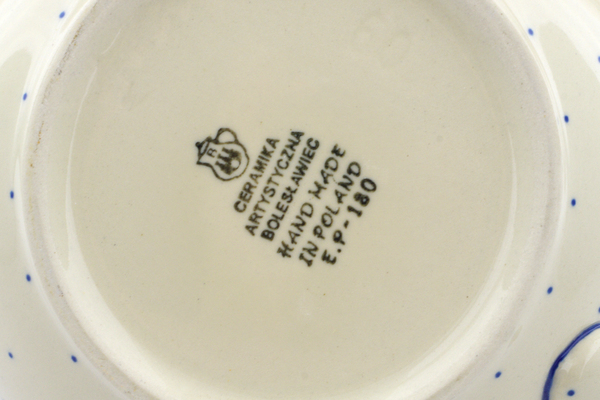 CERAMIKA
ARTYSTYCZNA
BOLESŁAWIEC
HAND MADE
IN POLAND
E.P-180